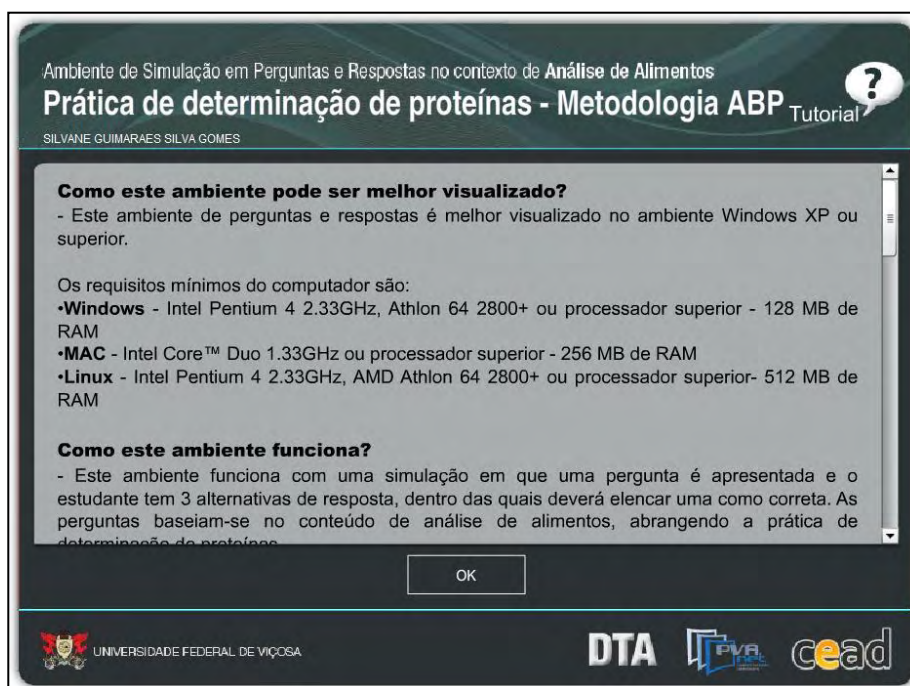 Ambiente de Simulação em Perguntas e Respostas no contexto de Análise de Alimentos
Prática de determinação de proteínas - Metodologia ABP
Tutorial ?
SILVANE GUIMARAES SILVA GOMES
Como este ambiente pode ser melhor visualizado?
- Este ambiente de perguntas e respostas é melhor visualizado no ambiente Windows XP ou
superior.
Os requisitos mínimos do computador são:
•Windows - Intel Pentium 4 2.33GHz, Athlon 64 2800+ ou processador superior - 128 MB de
RAM
•MAC - Intel Core™ Duo 1.33GHz ou processador superior - 256 MB de RAM
•Linux - Intel Pentium 4 2.33GHz, AMD Athlon 64 2800+ ou processador superior- 512 MB de
RAM
Como este ambiente funciona?
- Este ambiente funciona com uma simulação em que uma pergunta é apresentada e o
estudante tem 3 alternativas de resposta, dentro das quais deverá elencar uma como correta. As
perguntas baseiam-se no conteúdo de análise de alimentos, abrangendo a prática de
determinação de proteínas
OK
UNIVERSIDADE FEDERAL DE VIÇOSA
DTA
PVA
net
cead